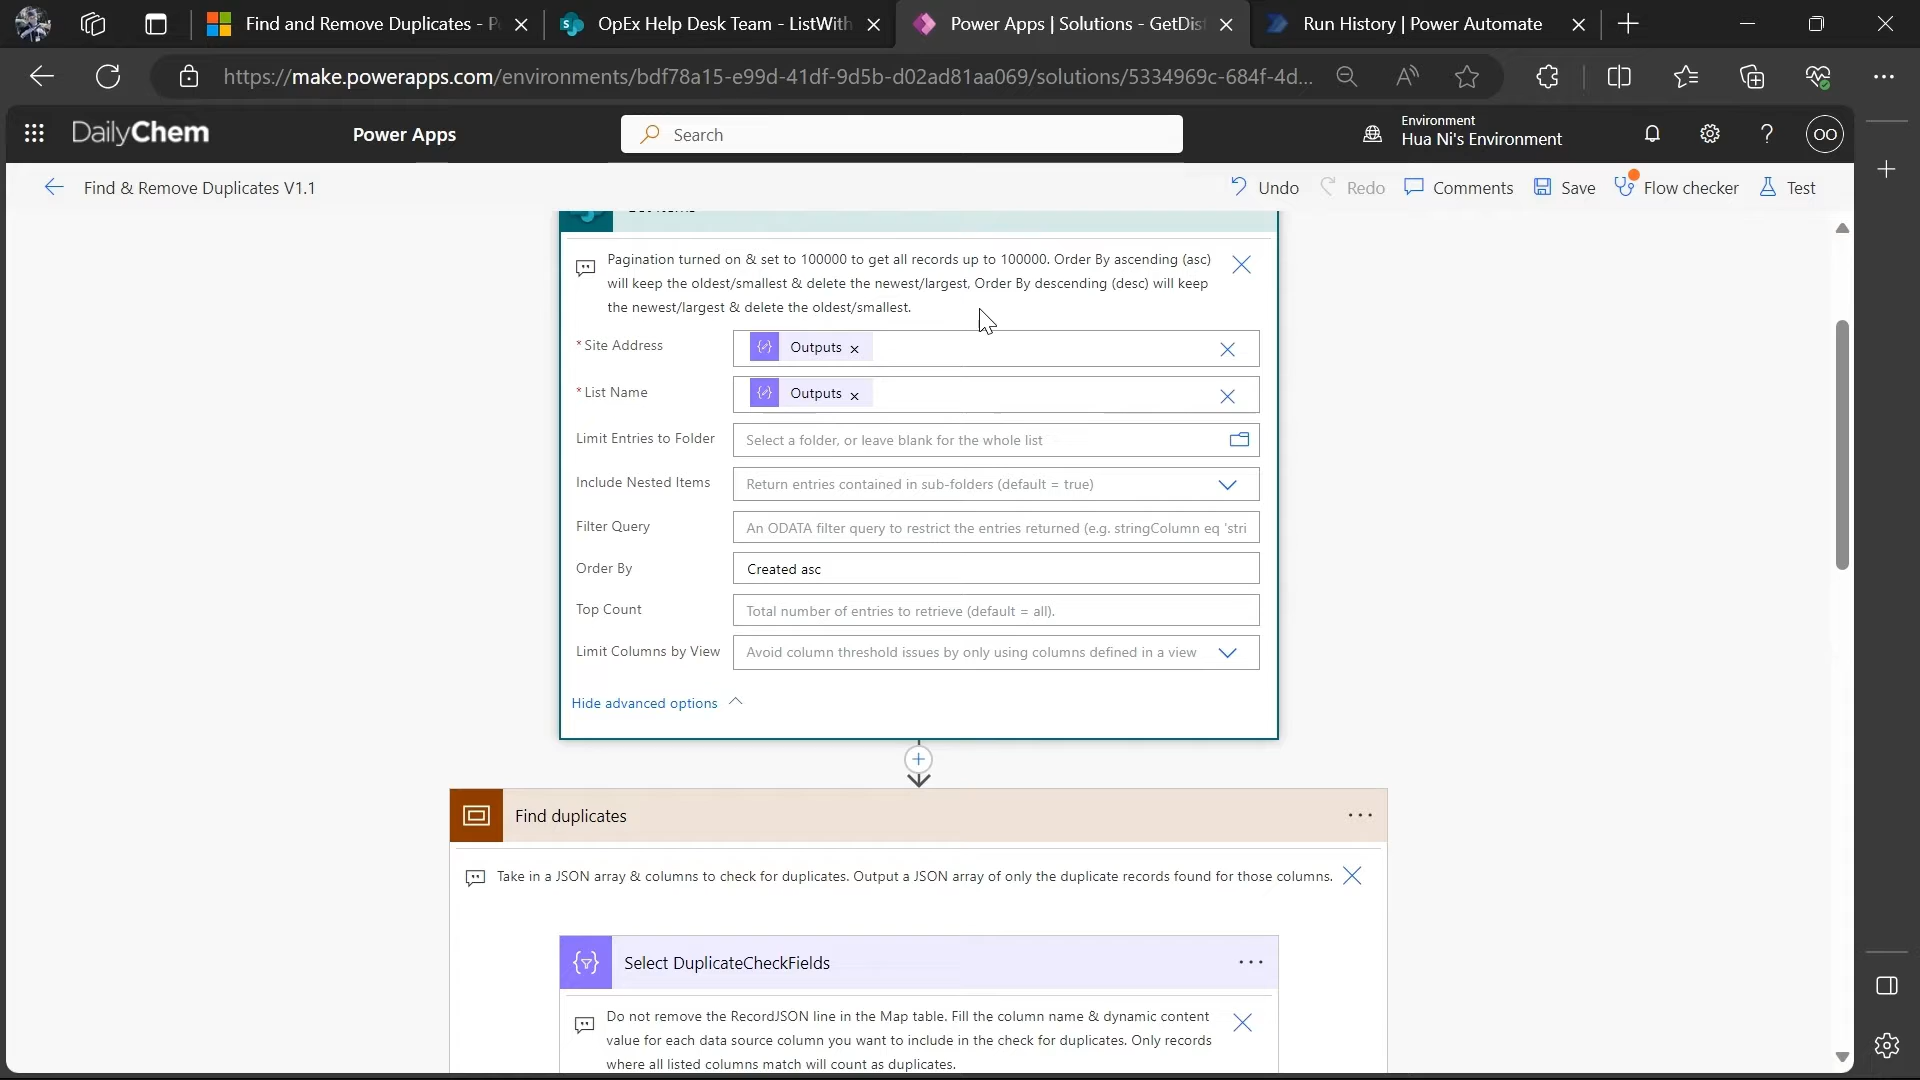 Find and Remove Duplicates - P
OpEx Help Desk Team - ListWith
Power Apps | Solutions - GetDist
Run History | Power Automate
https://make.powerapps.com/environments/bdf78a15-e99d-41df-9d5b-d02ad81aa069/solutions/5334969c-684f-4d...
DailyChem
Power Apps
Search
Environment
Hua Ni's Environment
OO
Find & Remove Duplicates V1.1
Undo
Redo
Comments
Save
Flow checker
Test
Pagination turned on & set to 100000 to get all records up to 100000. Order By ascending (asc)
will keep the oldest/smallest & delete the newest/largest, Order By descending (desc) will keep
the newest/largest & delete the oldest/smallest.
* Site Address
Outputs
* List Name
Outputs
Limit Entries to Folder
Select a folder, or leave blank for the whole list
Include Nested Items
Return entries contained in sub-folders (default = true)
Filter Query
An ODATA filter query to restrict the entries returned (e.g. stringColumn eq 'stri
Order By
Created asc
Top Count
Total number of entries to retrieve (default = all).
Limit Columns by View
Avoid column threshold issues by only using columns defined in a view
Hide advanced options
Find duplicates
Take in a JSON array & columns to check for duplicates. Output a JSON array of only the duplicate records found for those columns.
Select DuplicateCheckFields
Do not remove the RecordJSON line in the Map table. Fill the column name & dynamic content
value for each data source column you want to include in the check for duplicates. Only records
where all listed columns match will count as duplicates.